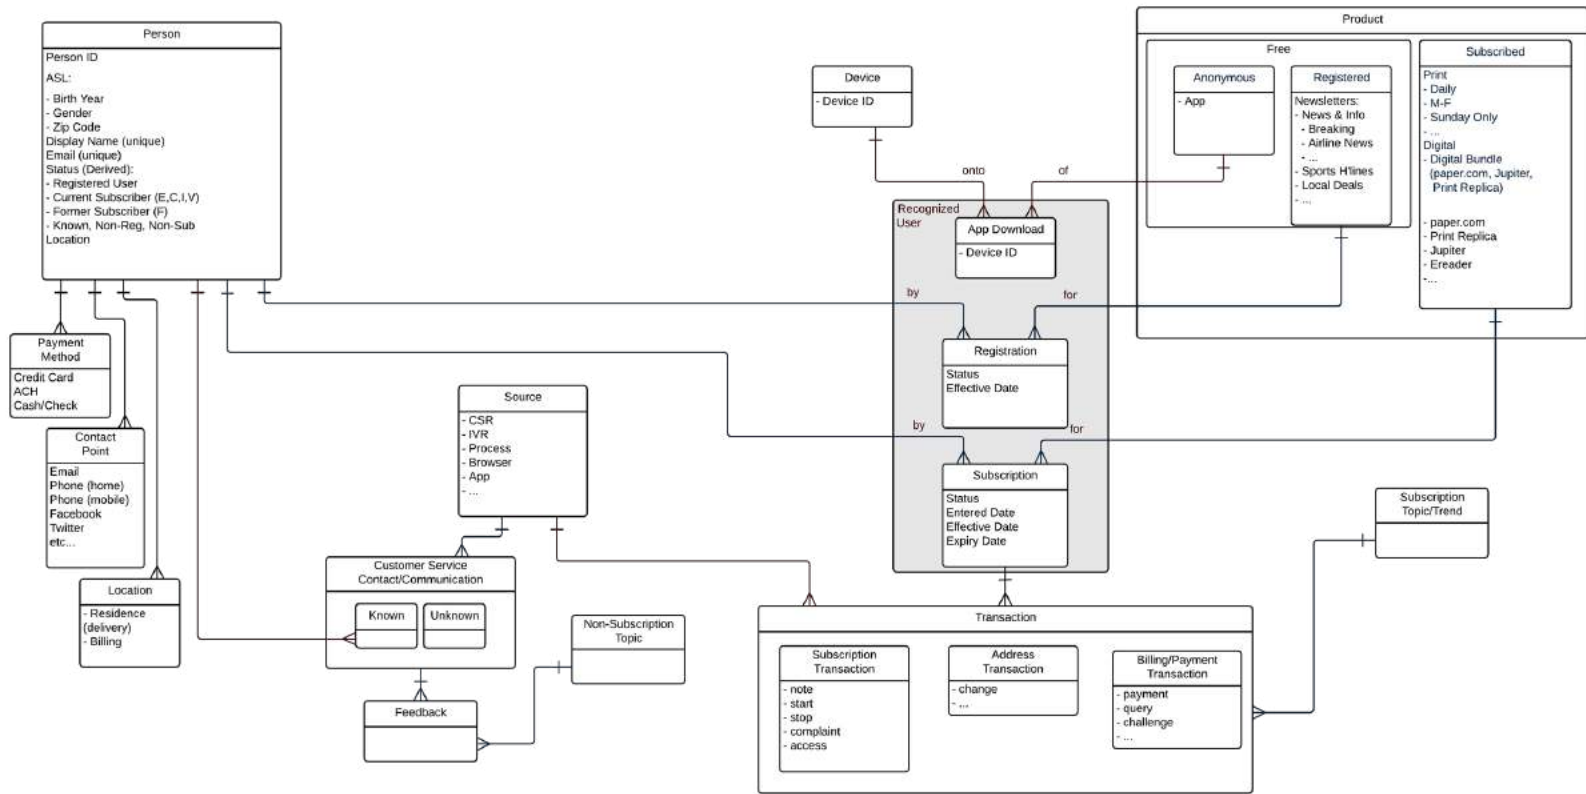 Person
Person ID
ASL:
- Birth Year
- Gender
- Zip Code
Display Name (unique)
Email (unique)
Status (Derived):
- Registered User
- Current Subscriber (E,C,I,V)
- Former Subscriber (F)
- Known, Non-Reg, Non-Sub
Location
Payment
Method
Credit Card
ACH
Cash/Check
Contact
Point
Email
Phone (home)
Phone (mobile)
Facebook
Twitter
etc...
Location
- Residence
(delivery)
- Billing
Source
- CSR
- IVR
- Process
- Browser
- App
- ...
Customer Service
Contact/Communication
Known
Unknown
Feedback
Non-Subscription
Topic
Device
- Device ID
onto
of
Recognized
User
App Download
- Device ID
by
for
Registration
Status
Effective Date
by
for
Subscription
Status
Entered Date
Effective Date
Expiry Date
Product
Free
Anonymous
- App
Registered
Newsletters:
- News & Info
- Breaking
- Airline News
- ...
- Sports H'lines
- Local Deals
- ...
Subscribed
Print
- Daily
- M-F
- Sunday Only
- ...
Digital
- Digital Bundle
(paper.com, Jupiter,
Print Replica)
- paper.com
- Print Replica
- Jupiter
- Ereader
-...
Subscription
Topic/Trend
Transaction
Subscription
Transaction
- note
- start
- stop
- complaint
- access
Address
Transaction
- change
- ...
Billing/Payment
Transaction
- payment
- query
- challenge
- ...